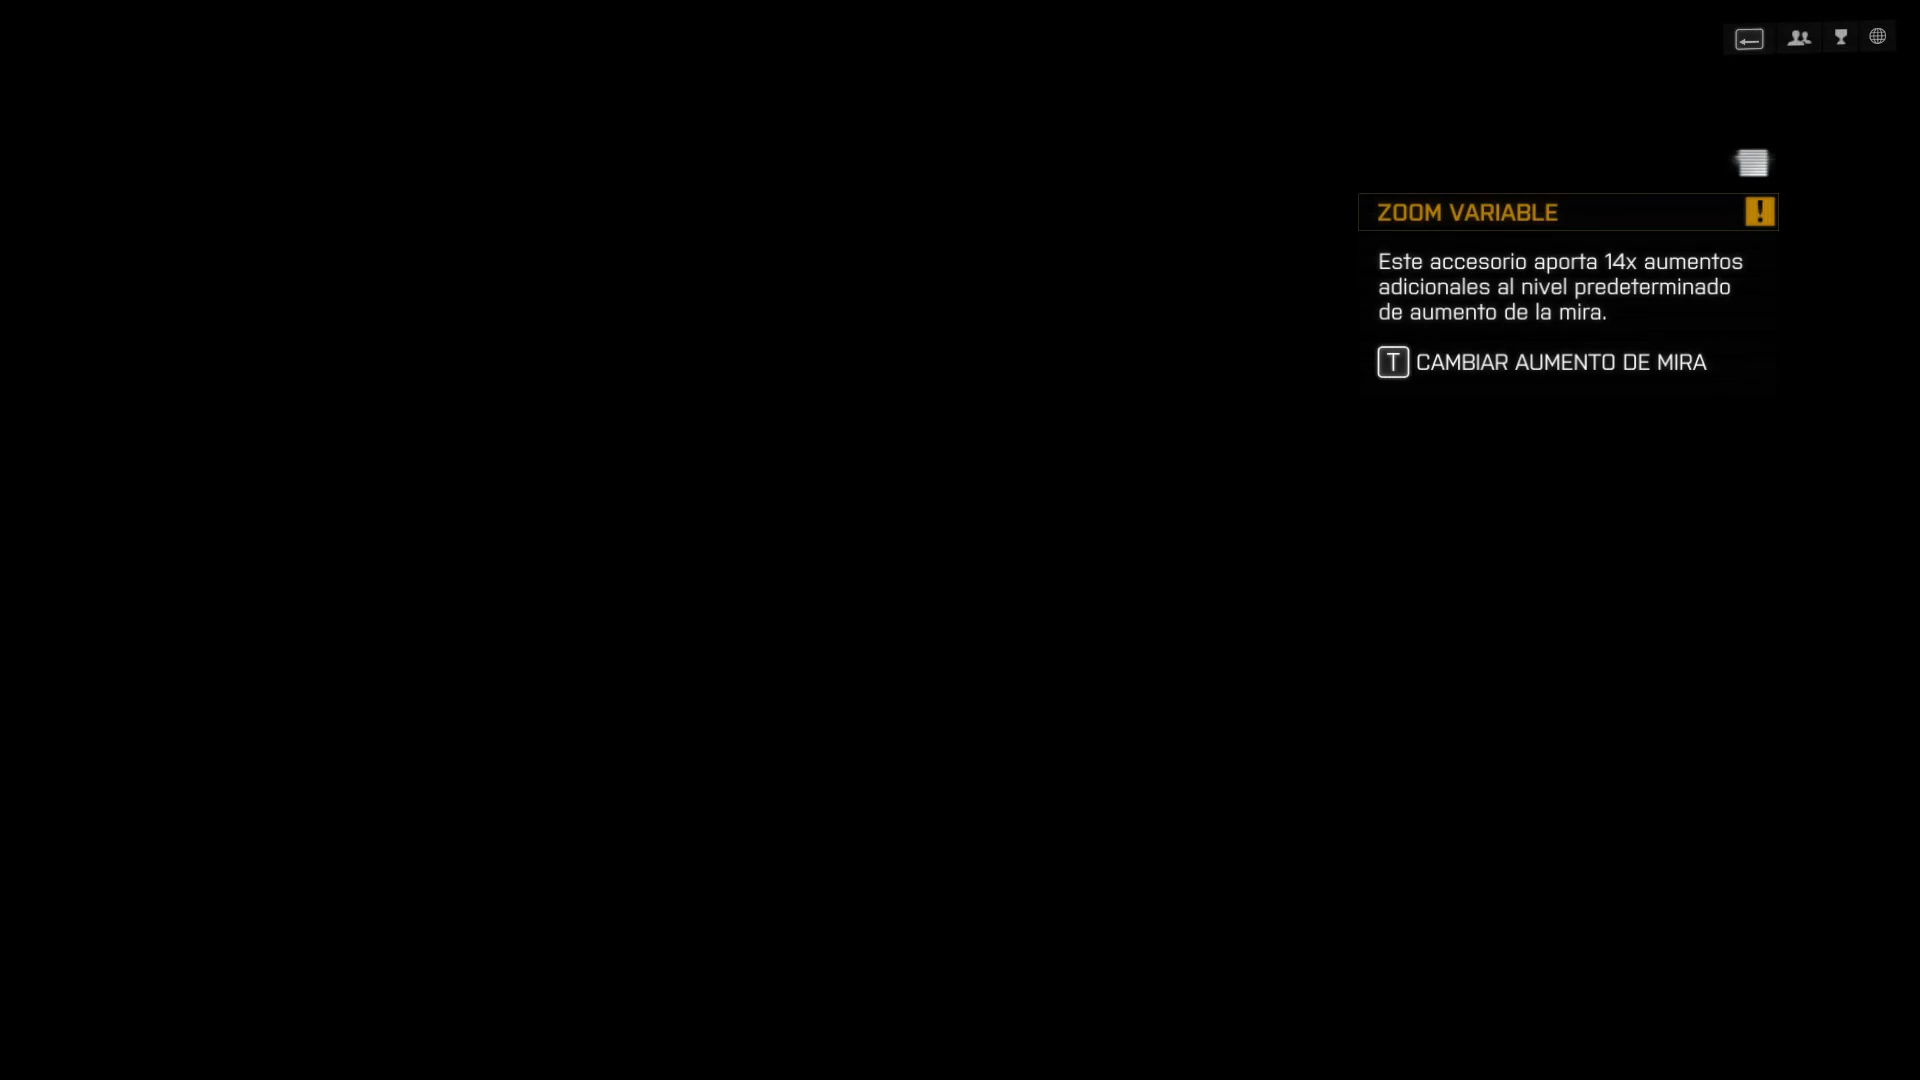 ZOOM VARIABLE
Este accesorio aporta 14x aumentos
adicionales al nivel predeterminado
de aumento de la mira.
T CAMBIAR AUMENTO DE MIRA